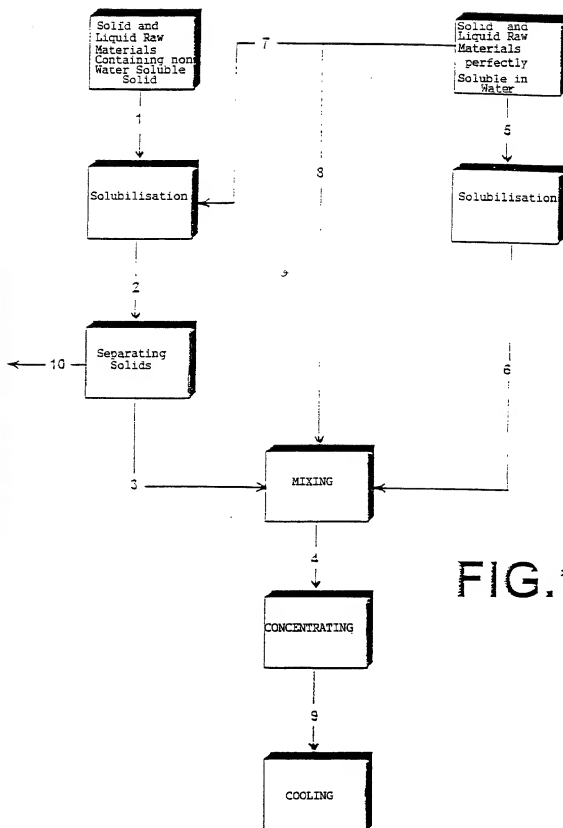 Solid and
Liquid Raw
Materials
Containing non
Water Soluble
Solid
7
Solid and
Liquid Raw
Materials
perfectly
Soluble in
Water
1
8
5
Solubilisation
Solubilisation
2
Separating
Solids
10
6
3
MIXING
4
FIG.
CONCENTRATING
9
COOLING